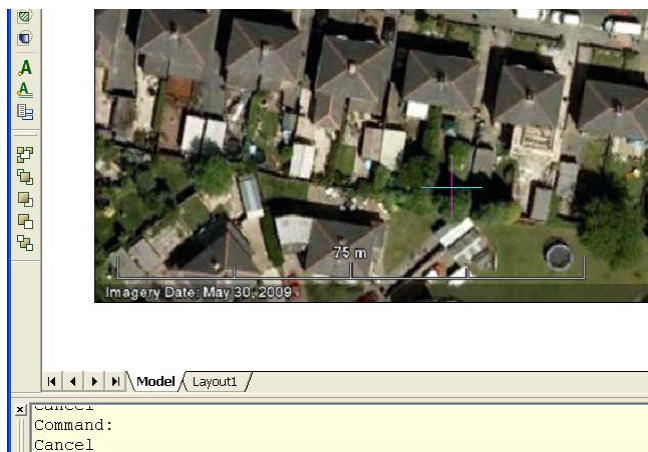 A
A
75 m
Imagery Date: May 30, 2009
Model Layout1
Cancel
Command:
Cancel